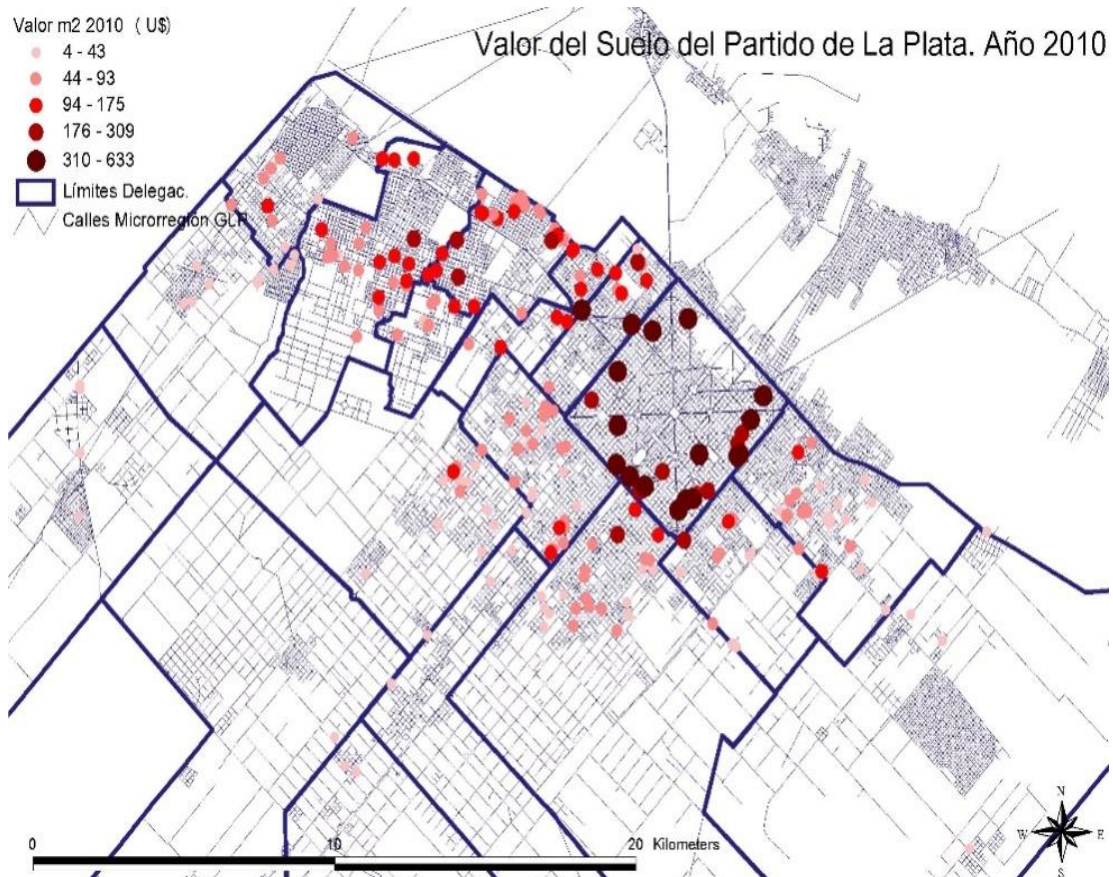 Valor m2 2010 ( U$)
4 - 43
44 - 93
94 - 175
176 - 309
310 - 633
Límites Delegac.
Calles Microrregión GLP
Valor del Suelo del Partido de La Plata. Año 2010
N
W E
S
0 10 20 Kilometers